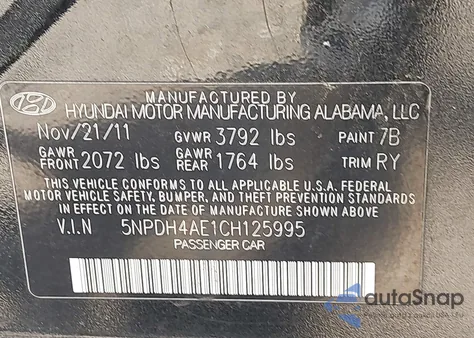 MANUFACTURED BY
HYUNDAI MOTOR MANUFACTURING ALABAMA, LLC
Nov/21/11 GVWR 3792 lbs PAINT 7B
GAWR FRONT 2072 lbs GAWR REAR 1764 lbs TRIM RY
THIS VEHICLE CONFORMS TO ALL APPLICABLE U.S.A. FEDERAL
MOTOR VEHICLE SAFETY, BUMPER, AND THEFT PREVENTION STANDARDS
IN EFFECT ON THE DATE OF MANUFACTURE SHOWN ABOVE.
V.I.N 5NPDH4AE1CH125995
PASSENGER CAR
autoSnap